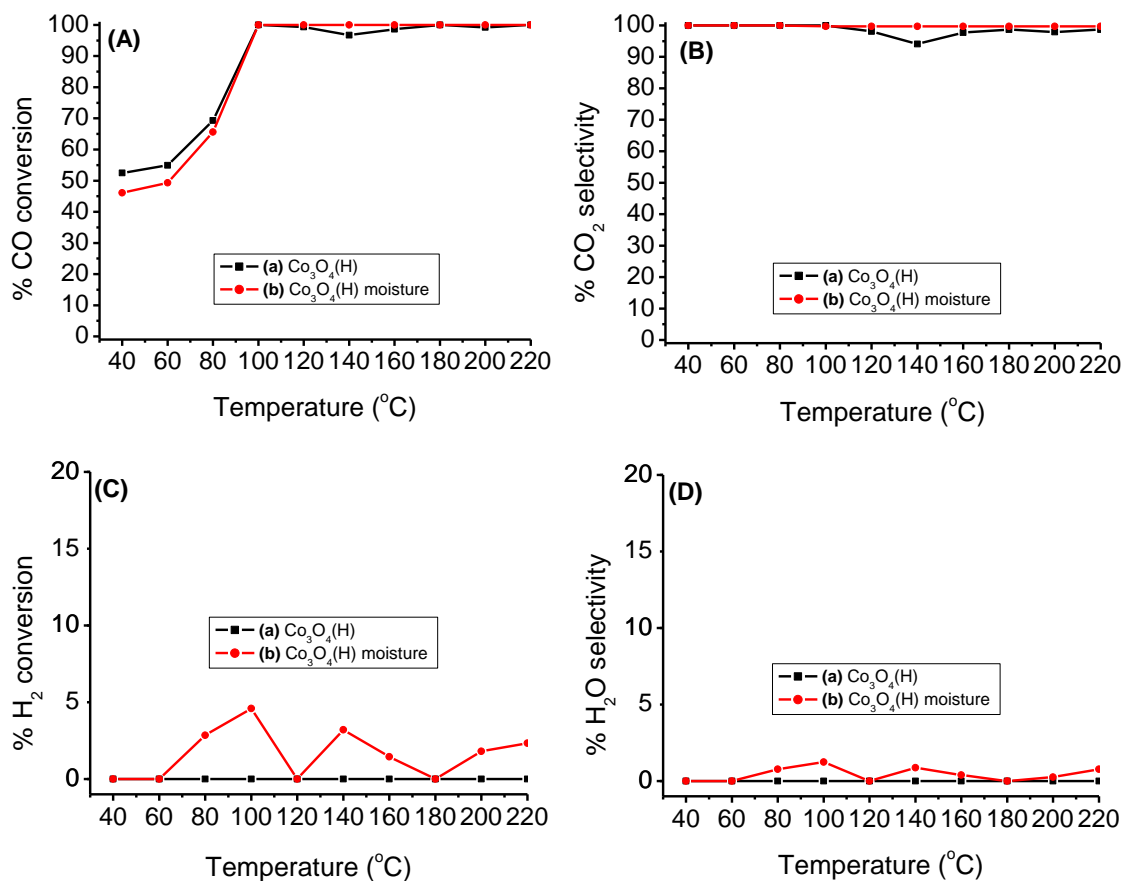 (A)
% CO conversion
100
90
80
70
60
50
40
30
20
10
0
(a) Co₃O₄(H)
(b) Co₃O₄(H) moisture
40 60 80 100 120 140 160 180 200 220
Temperature (°C)
(B)
% CO₂ selectivity
100
90
80
70
60
50
40
30
20
10
0
(a) Co₃O₄(H)
(b) Co₃O₄(H) moisture
40 60 80 100 120 140 160 180 200 220
Temperature (°C)
(C)
% H₂ conversion
20
15
10
5
0
(a) Co₃O₄(H)
(b) Co₃O₄(H) moisture
40 60 80 100 120 140 160 180 200 220
Temperature (°C)
(D)
% H₂O selectivity
20
15
10
5
0
(a) Co₃O₄(H)
(b) Co₃O₄(H) moisture
40 60 80 100 120 140 160 180 200 220
Temperature (°C)